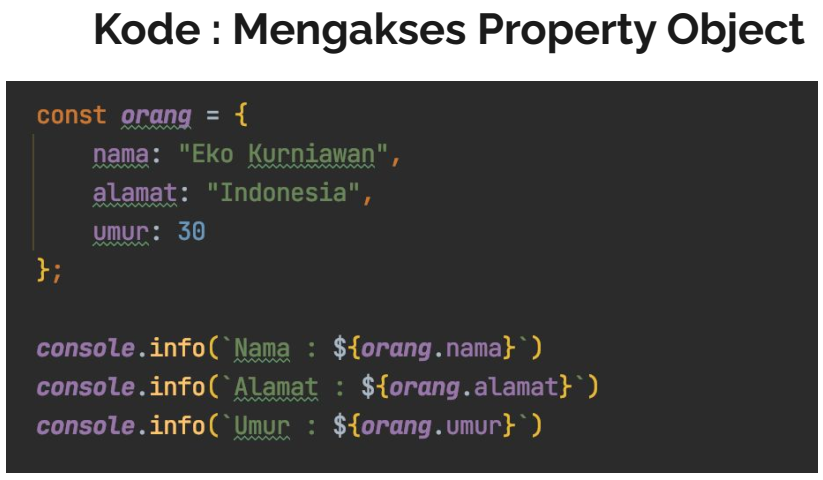 Kode : Mengakses Property Object
const orang = {
    nama: "Eko Kurniawan",
    alamat: "Indonesia",
    umur: 30
};
console.info(`Nama : ${orang.nama}`)
console.info(`Alamat : ${orang.alamat}`)
console.info(`Umur : ${orang.umur}`)